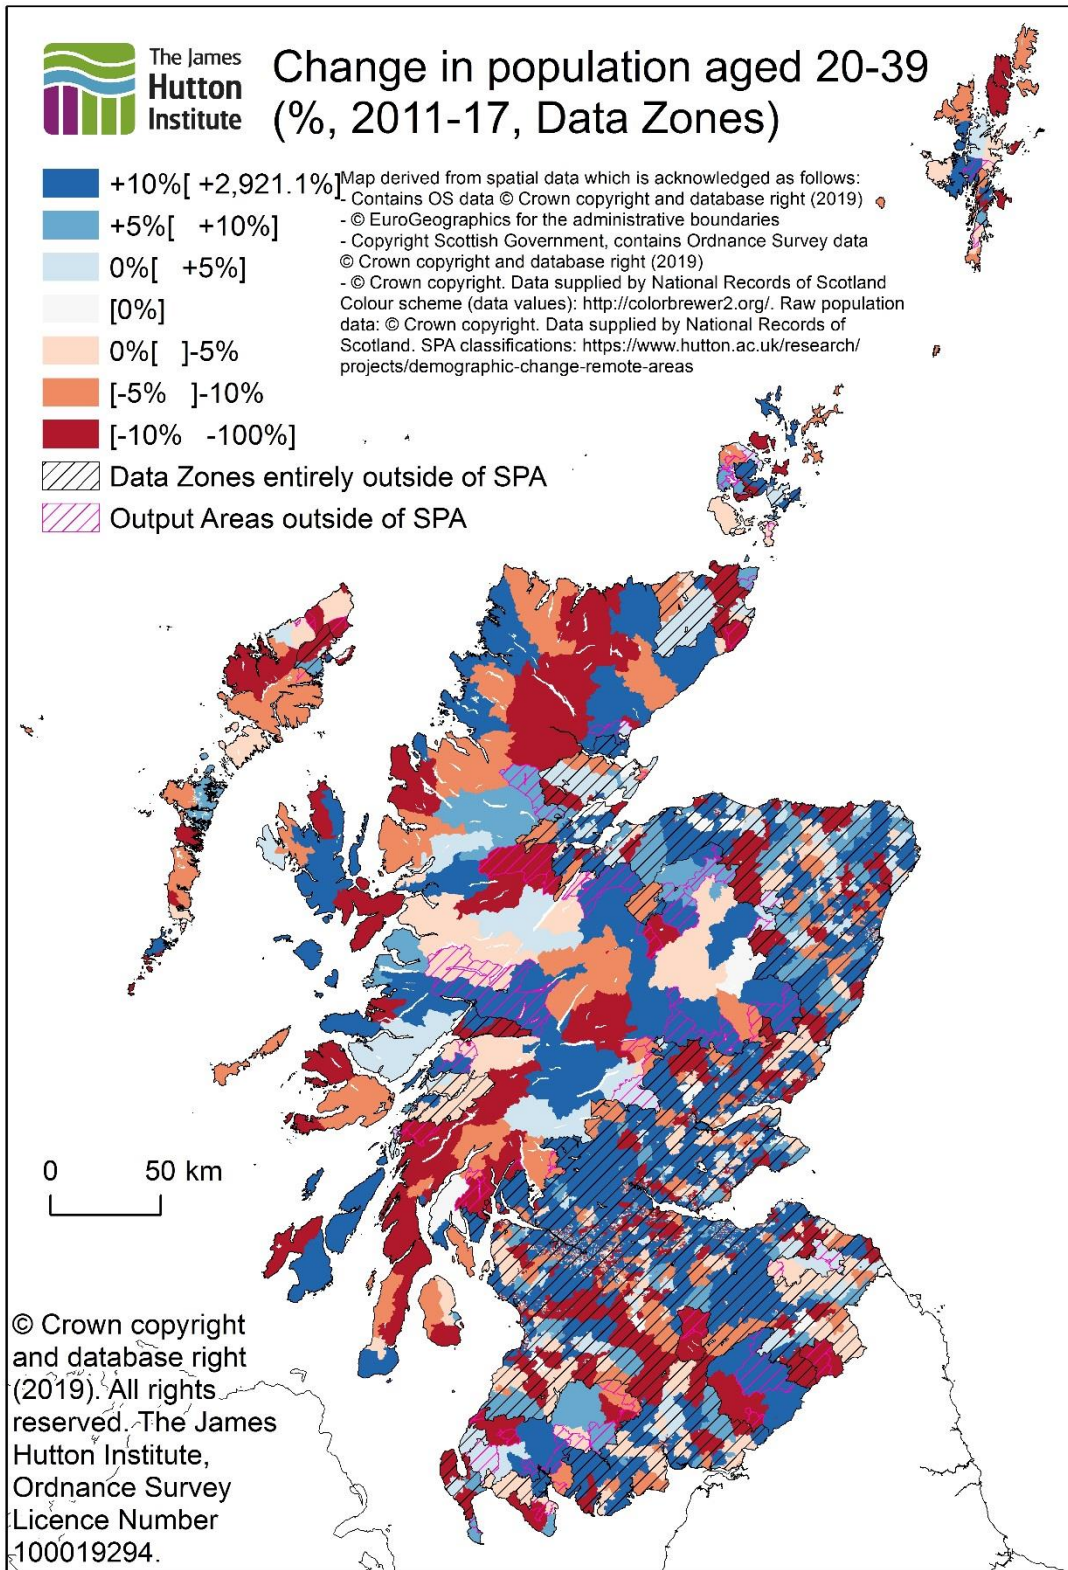 The James
Hutton
Institute
Change in population aged 20-39
(%, 2011-17, Data Zones)
+10%[ +2,921.1%]
+5%[ +10%]
0%[ +5%]
[0%]
0%[ ]-5%
[-5% ]-10%
[-10% -100%]
Data Zones entirely outside of SPA
Output Areas outside of SPA
Map derived from spatial data which is acknowledged as follows:
- Contains OS data © Crown copyright and database right (2019)
- © EuroGeographics for the administrative boundaries
- Copyright Scottish Government, contains Ordnance Survey data
© Crown copyright and database right (2019)
- © Crown copyright. Data supplied by National Records of Scotland
Colour scheme (data values): http://colorbrewer2.org/. Raw population
data: © Crown copyright. Data supplied by National Records of
Scotland. SPA classifications: https://www.hutton.ac.uk/research/
projects/demographic-change-remote-areas
0 50 km
© Crown copyright
and database right
(2019). All rights
reserved. The James
Hutton Institute,
Ordnance Survey
Licence Number
100019294.